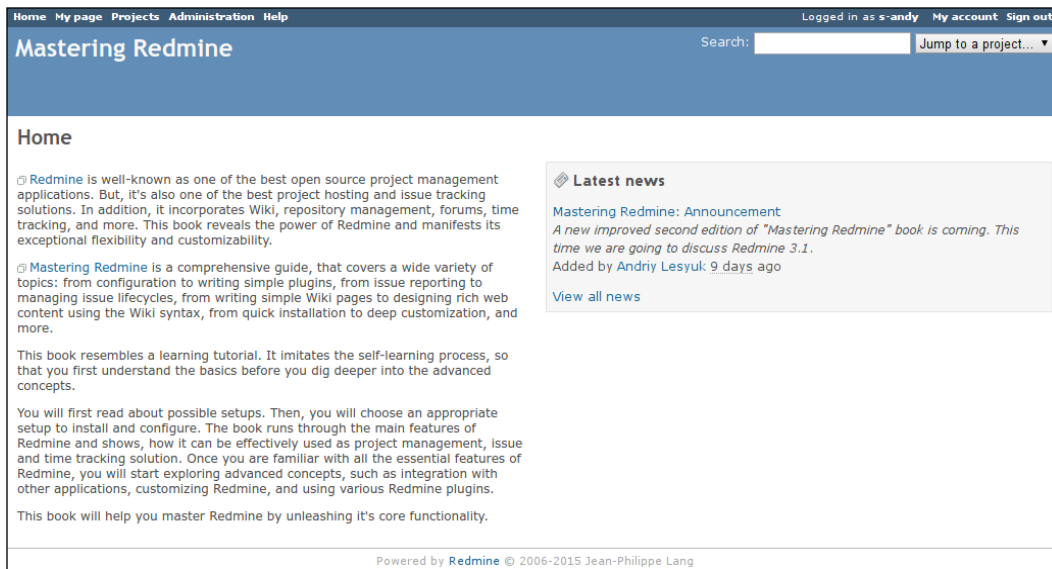 Home My page Projects Administration Help
Logged in as s-andy My account Sign out
Mastering Redmine
Search:
Jump to a project...
Home
Redmine is well-known as one of the best open source project management
applications. But, it's also one of the best project hosting and issue tracking
solutions. In addition, it incorporates Wiki, repository management, forums, time
tracking, and more. This book reveals the power of Redmine and manifests its
exceptional flexibility and customizability.
Mastering Redmine is a comprehensive guide, that covers a wide variety of
topics: from configuration to writing simple plugins, from issue reporting to
managing issue lifecycles, from writing simple Wiki pages to designing rich web
content using the Wiki syntax, from quick installation to deep customization, and
more.
This book resembles a learning tutorial. It imitates the self-learning process, so
that you first understand the basics before you dig deeper into the advanced
concepts.
You will first read about possible setups. Then, you will choose an appropriate
setup to install and configure. The book runs through the main features of
Redmine and shows, how it can be effectively used as project management, issue
and time tracking solution. Once you are familiar with all the essential features of
Redmine, you will start exploring advanced concepts, such as integration with
other applications, customizing Redmine, and using various Redmine plugins.
This book will help you master Redmine by unleashing it's core functionality.
Latest news
Mastering Redmine: Announcement
A new improved second edition of "Mastering Redmine" book is coming. This
time we are going to discuss Redmine 3.1.
Added by Andriy Lesyuk 9 days ago
View all news
Powered by Redmine © 2006-2015 Jean-Philippe Lang